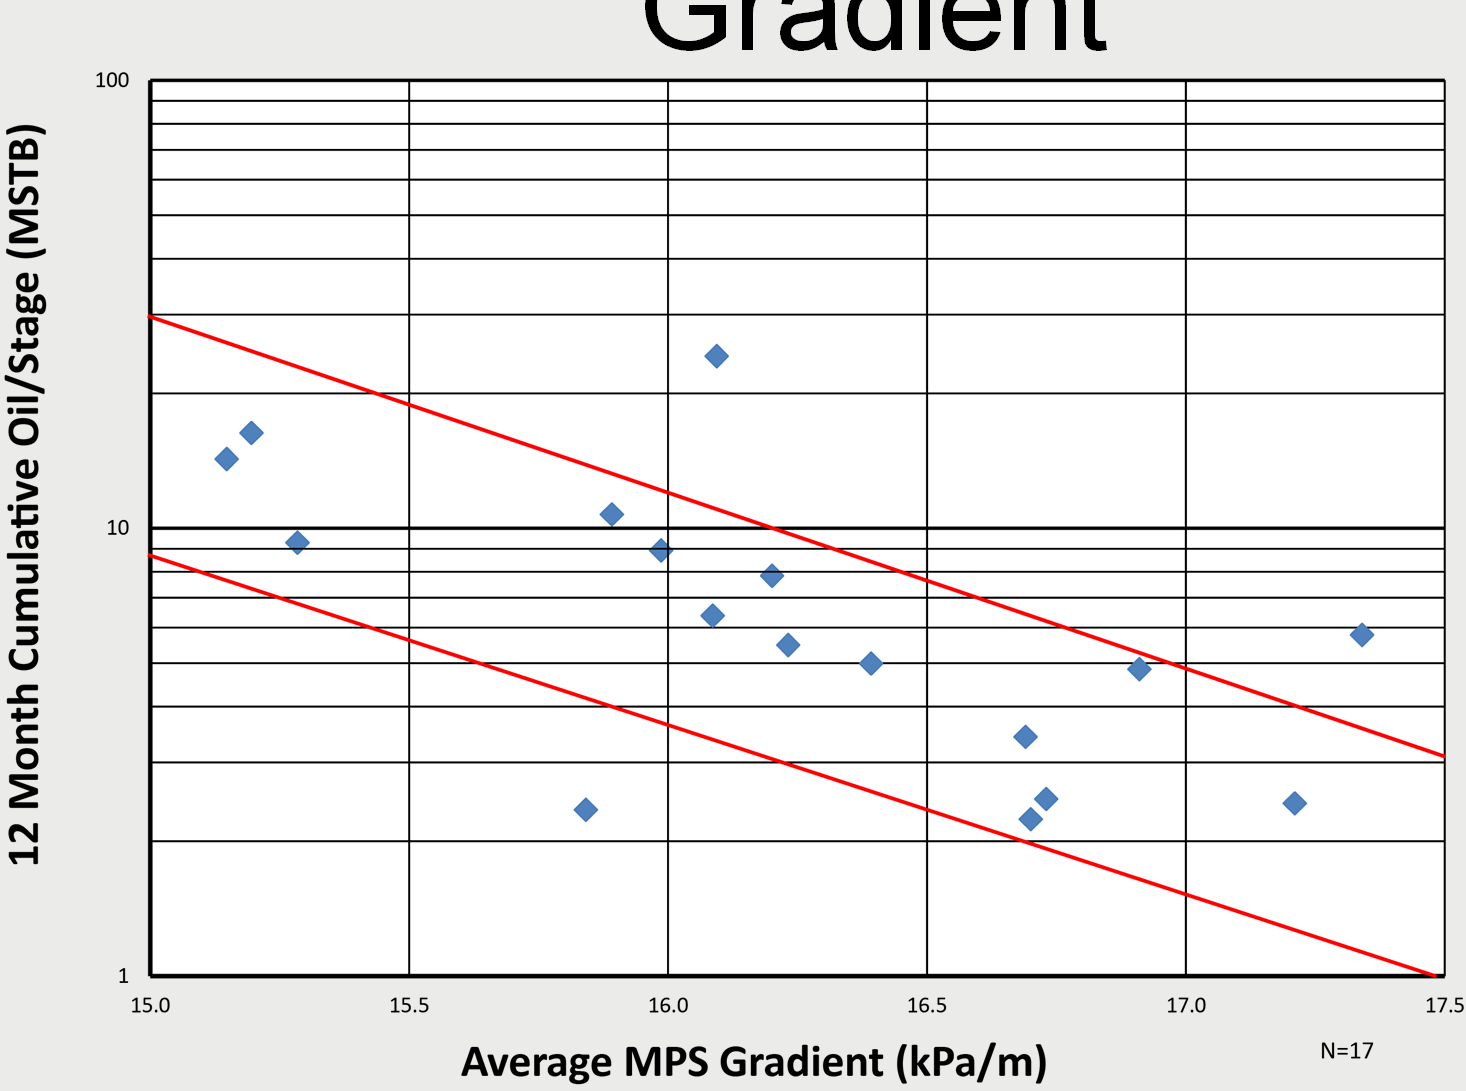 Gradient
12 Month Cumulative Oil/Stage (MSTB)
100
10
1
15.0 15.5 16.0 16.5 17.0 17.5
Average MPS Gradient (kPa/m)
N=17